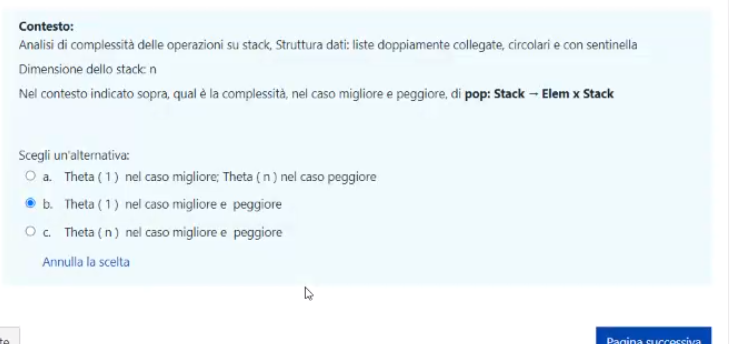 Contesto:
Analisi di complessità delle operazioni su stack, Struttura dati: liste doppiamente collegate, circolari e con sentinella
Dimensione dello stack: n
Nel contesto indicato sopra, qual è la complessità, nel caso migliore e peggiore, di pop: Stack → Elem x Stack
Scegli un'alternativa:
a. Theta ( 1 ) nel caso migliore; Theta ( n ) nel caso peggiore
b. Theta ( 1 ) nel caso migliore e peggiore
c. Theta ( n ) nel caso migliore e peggiore
Annulla la scelta
te
Pagina successiva